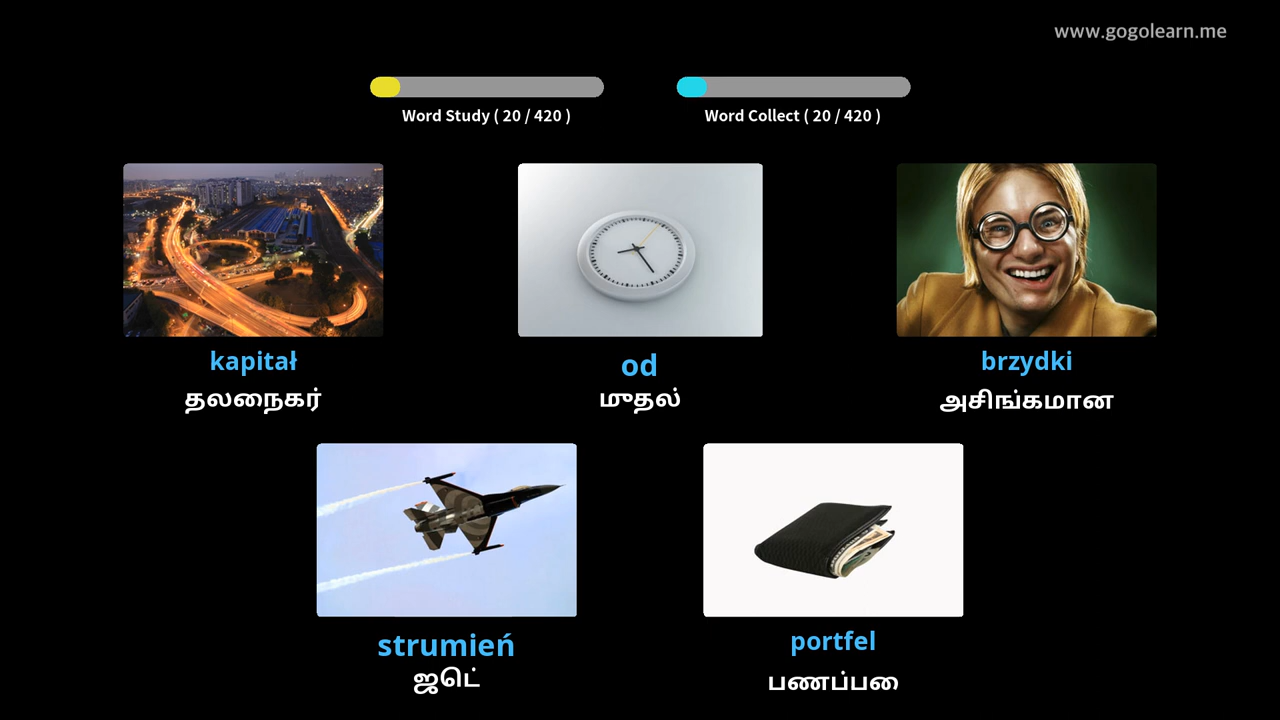 www.gogolearn.me
Word Study ( 20 / 420 )
Word Collect ( 20 / 420 )
kapitał
தலைநகர்
od
முதல்
brzydki
அசிங்கமான
strumień
ஜெட்
portfel
பணப்பை